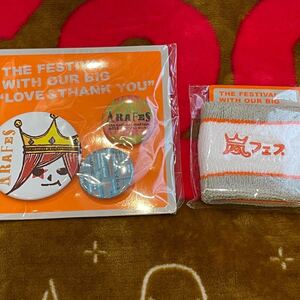 THE FESTIVAL
WITH OUR BIG
"LOVE&THANK YOU"
ARAFES
ARAFES
THE FESTIVAL
WITH OUR BIG
嵐フェス